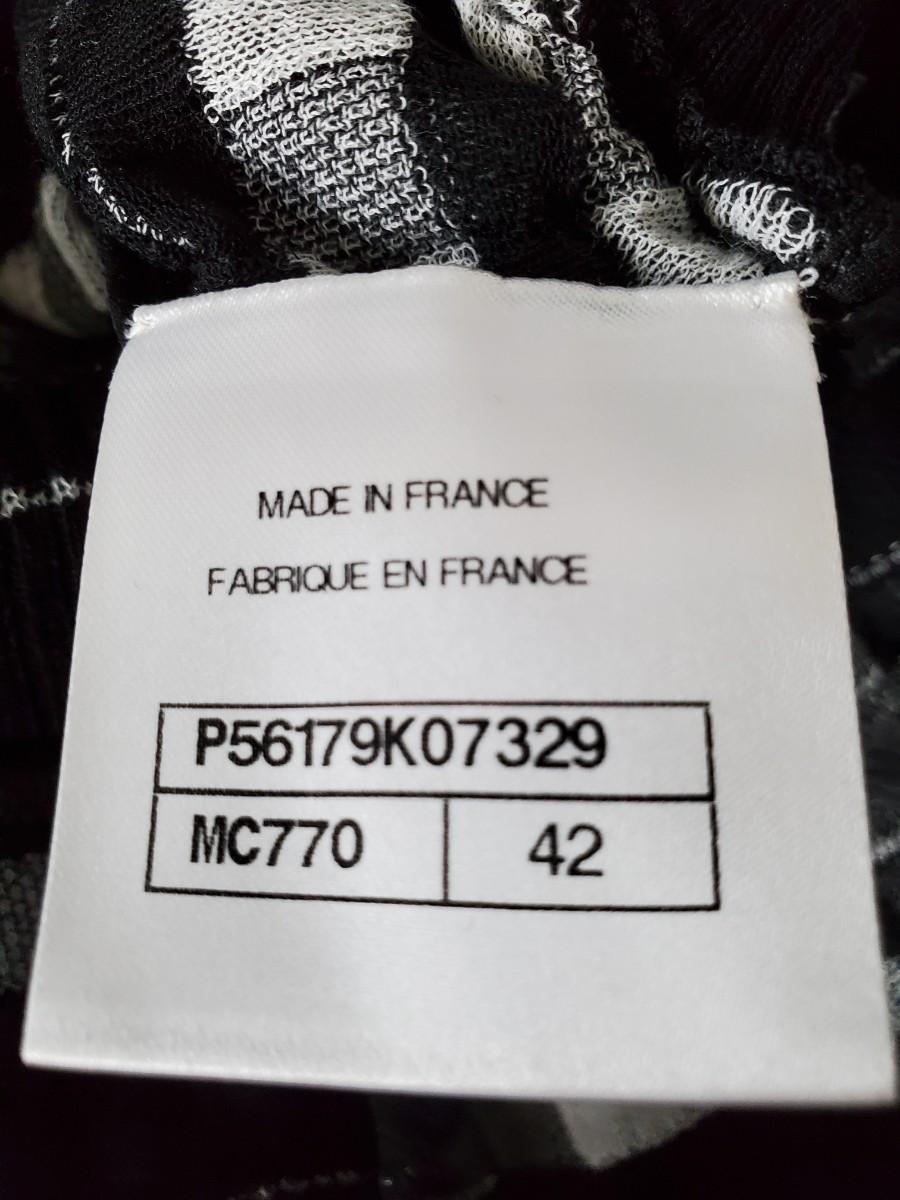 MADE IN FRANCE
FABRIQUE EN FRANCE
P56179K07329
MC770 42